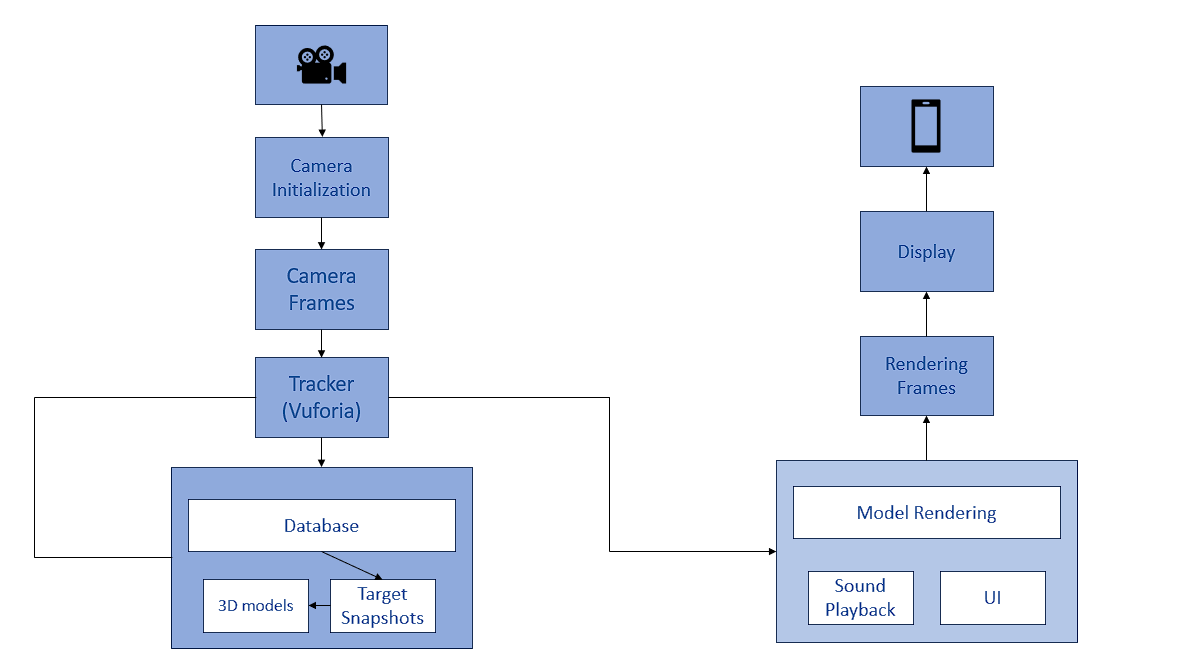 Camera
Initialization
Camera
Frames
Tracker
(Vuforia)
Database
3D models
Target
Snapshots
Display
Rendering
Frames
Model Rendering
Sound
Playback
UI